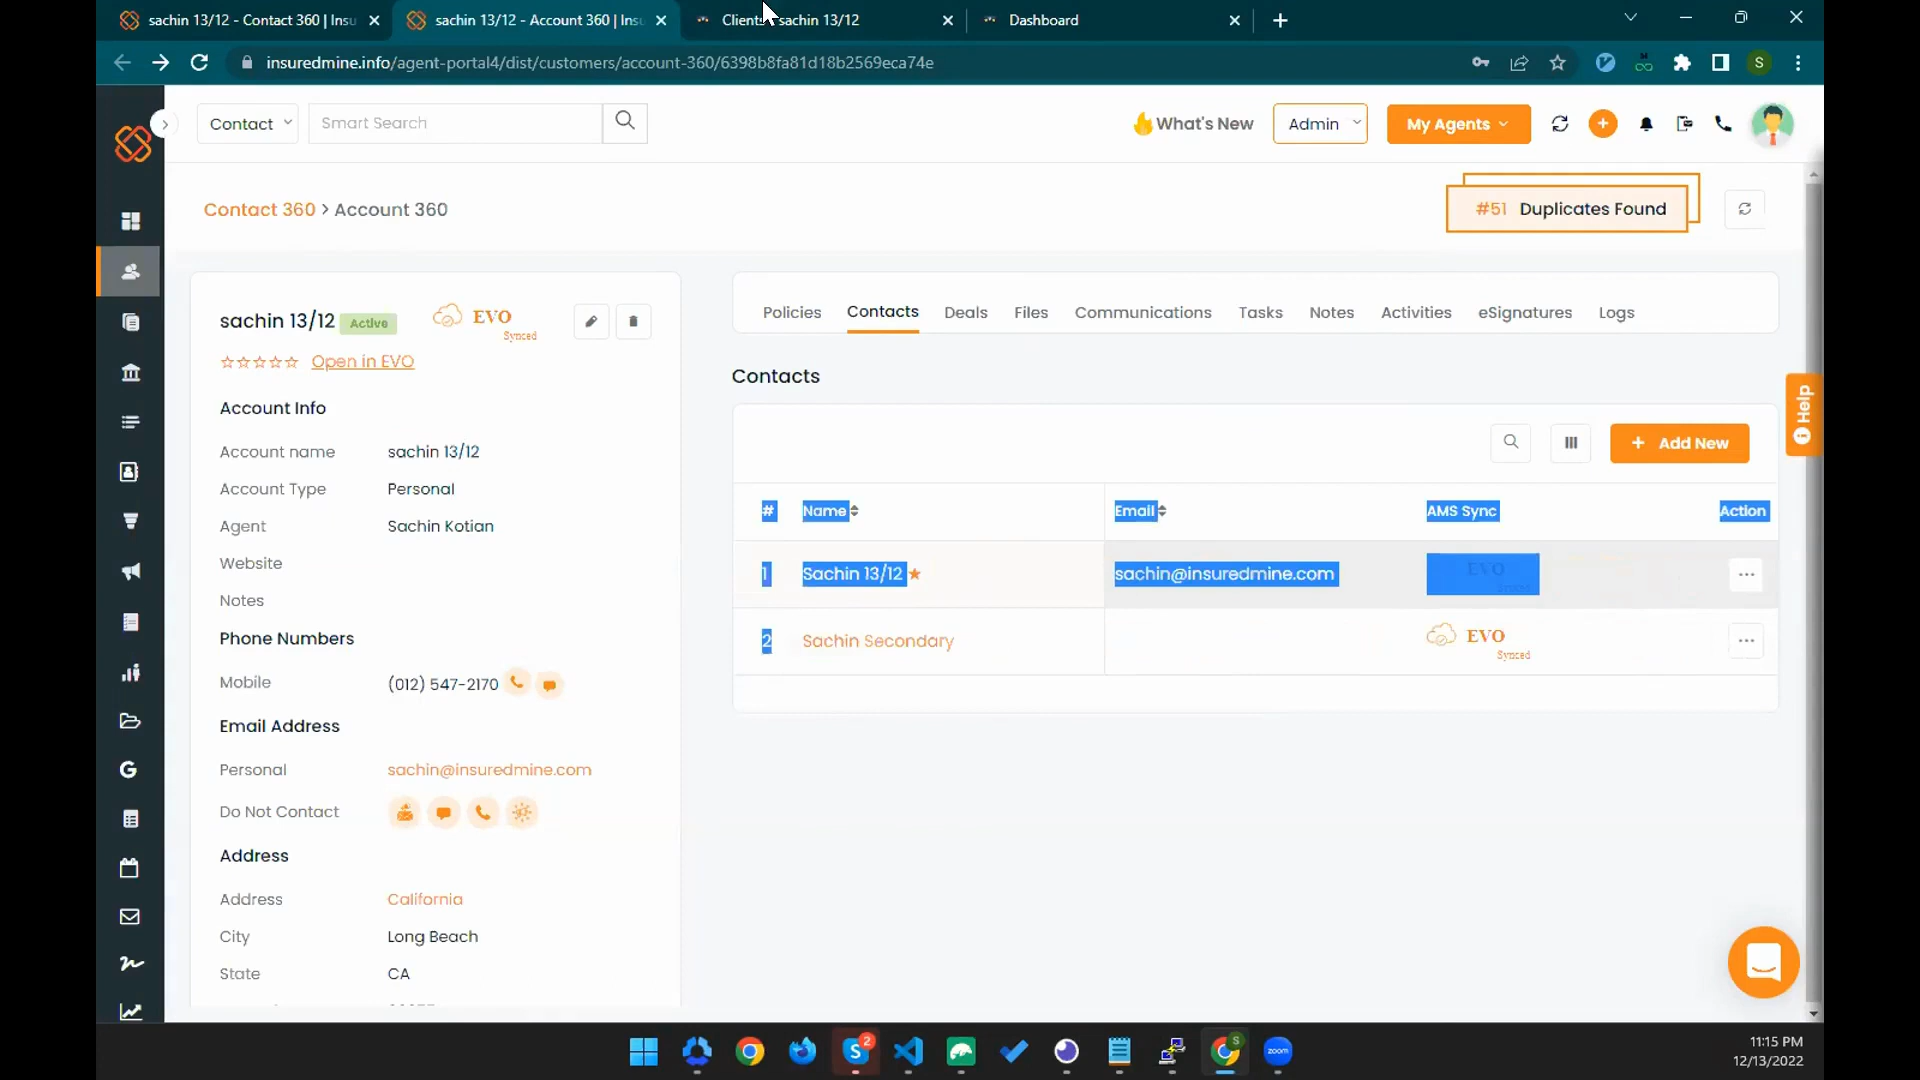 sachin 13/12 - Contact 360 | Insu
sachin 13/12 - Account 360 | Ins
Clients sachin 13/12
Dashboard
insuredmine.info/agent-portal4/dist/customers/account-360/6398b8fa81d18b2569eca74e
S
Contact
Smart Search
What's New
Admin
My Agents
Contact 360 > Account 360
#51 Duplicates Found
sachin 13/12 Active
EVO
Synced
Open in EVO
Account Info
Account name sachin 13/12
Account Type Personal
Agent Sachin Kotian
Website
Notes
Phone Numbers
Mobile (012) 547-2170
Email Address
Personal sachin@insuredmine.com
Do Not Contact
Address
Address California
City Long Beach
State CA
Policies Contacts Deals Files Communications Tasks Notes Activities eSignatures Logs
Contacts
+ Add New
# Name Email AMS Sync Action
1 Sachin 13/12 sachin@insuredmine.com EVO
2 Sachin Secondary EVO
Synced
Help
G
S 2
S
zoom
11:15 PM
12/13/2022